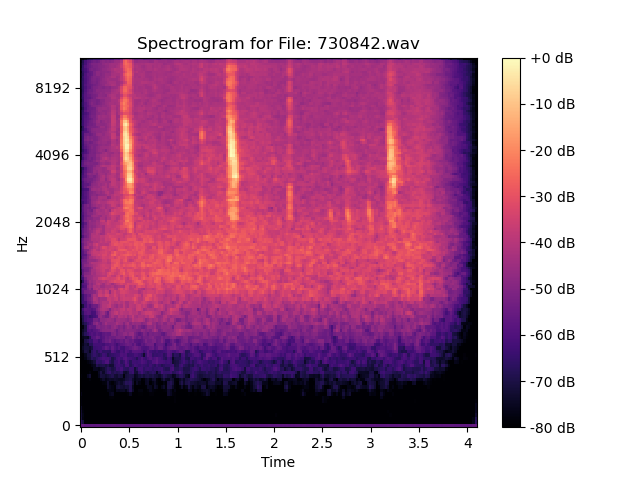 Spectrogram for File: 730842.wav
8192
4096
2048
1024
512
0
Hz
0
0.5
1
1.5
2
2.5
3
3.5
4
Time
+0 dB
-10 dB
-20 dB
-30 dB
-40 dB
-50 dB
-60 dB
-70 dB
-80 dB